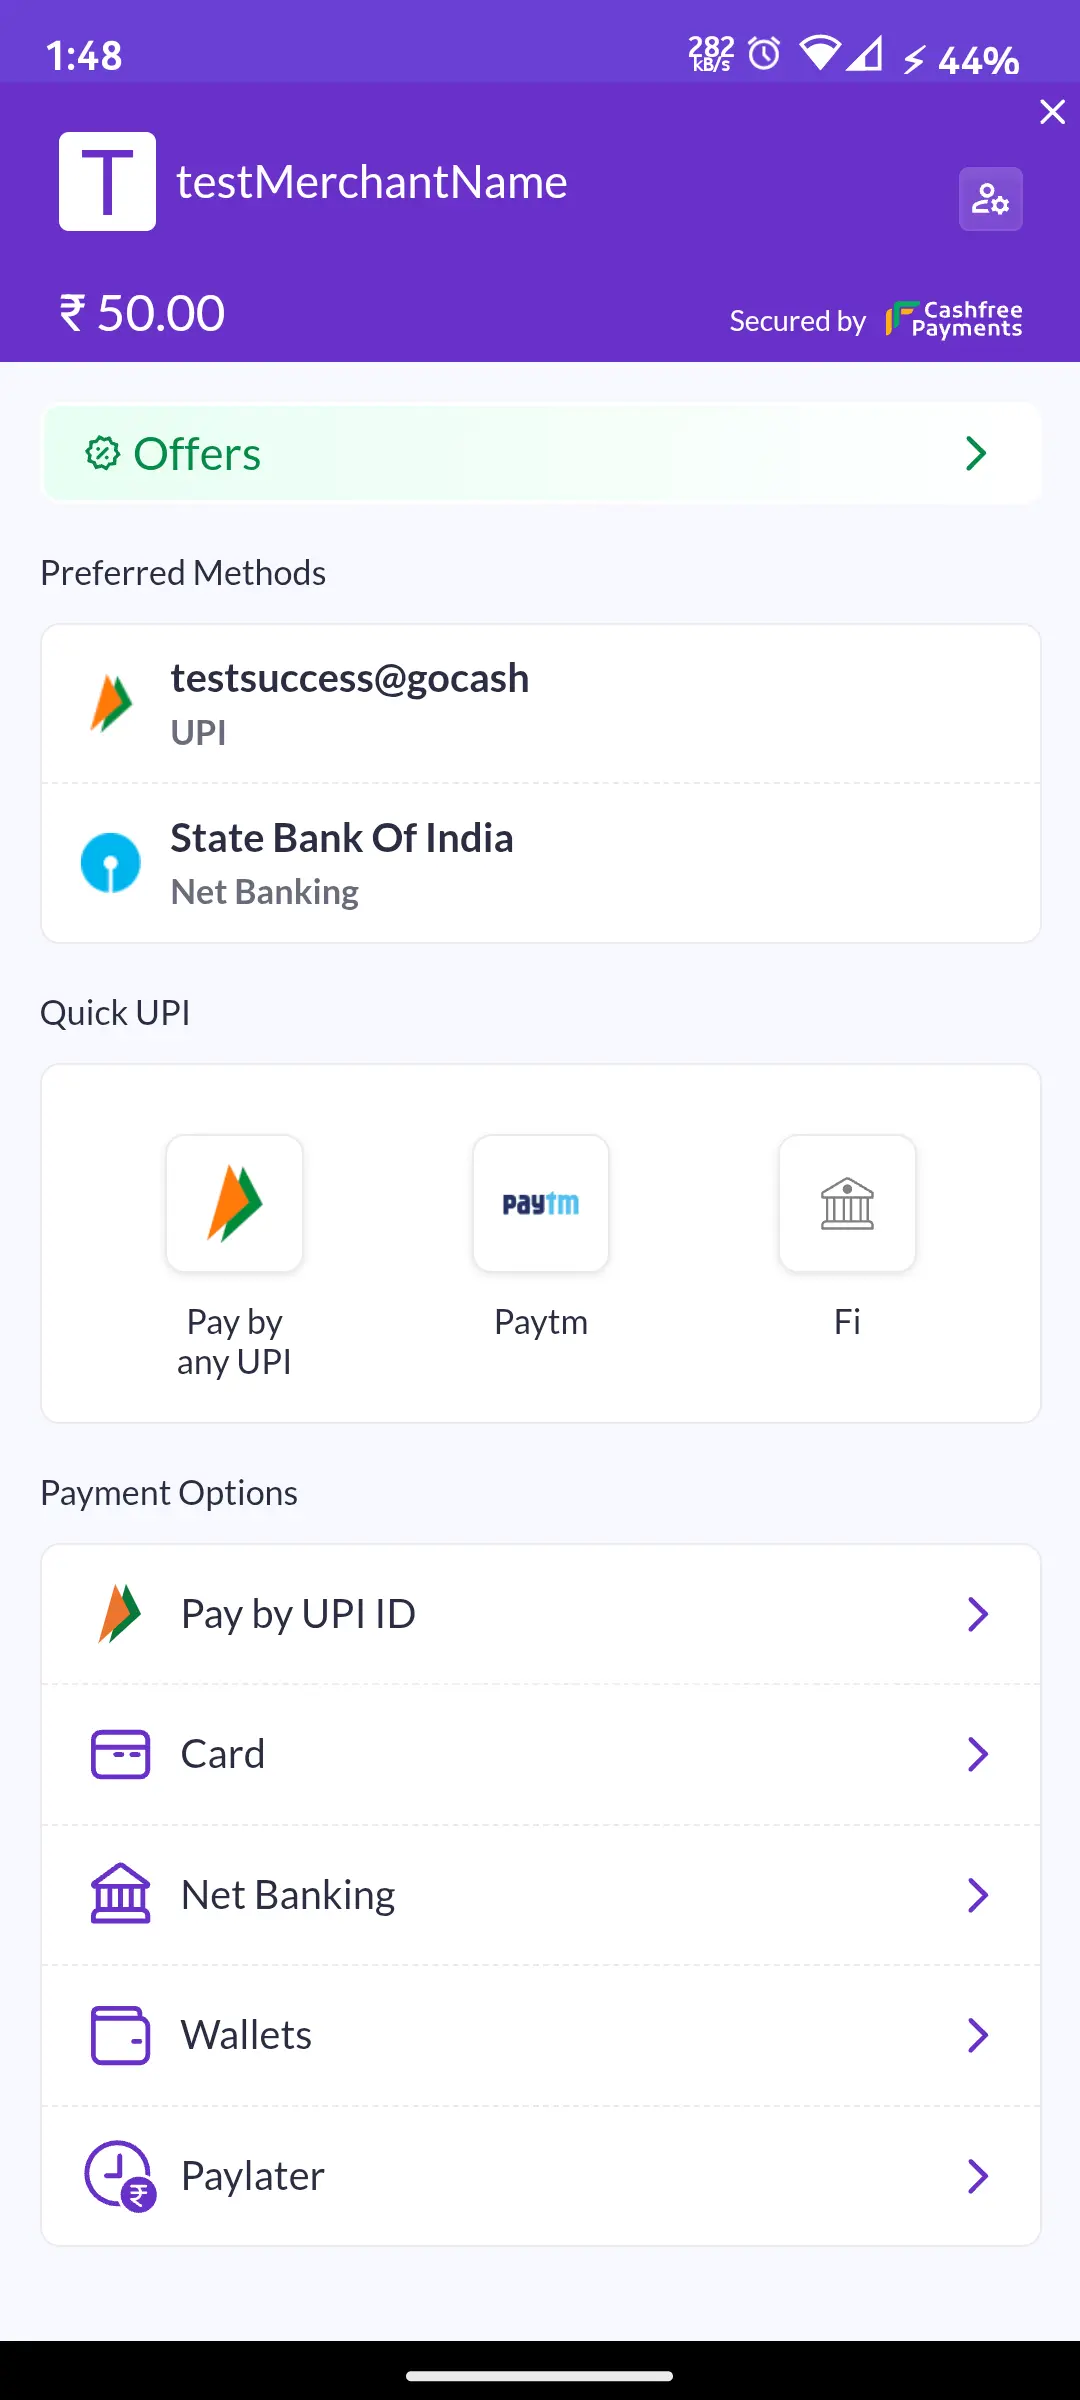 1:48
282
kB/s
44%
T
testMerchantName
₹ 50.00
Secured by
Cashfree
Payments
Offers
Preferred Methods
testsuccess@gocash
UPI
State Bank Of India
Net Banking
Quick UPI
paytm
Pay by
any UPI
Paytm
Fi
Payment Options
Pay by UPI ID
Card
Net Banking
Wallets
₹
Paylater